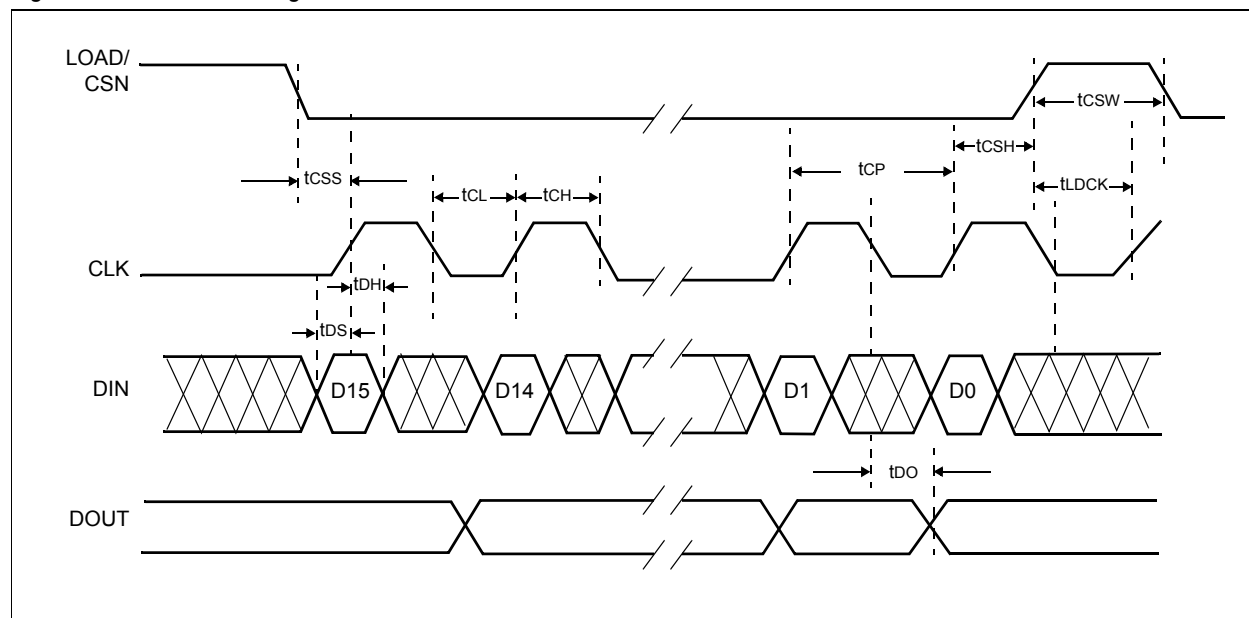 LOAD/
CSN
tCSW
tCSH
tCP
tCSS
tCL
tCH
tLDCK
CLK
tDH
tDS
DIN
D15
D14
D1
D0
tDO
DOUT